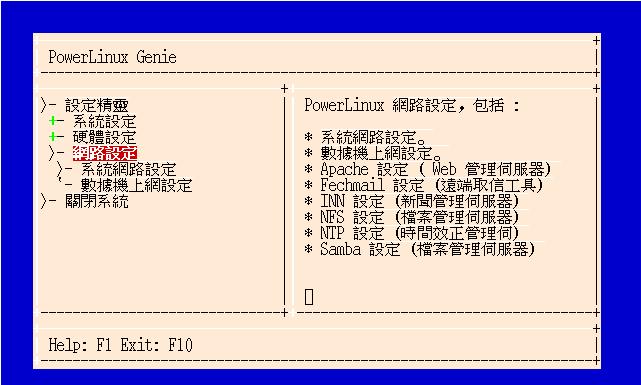 PowerLinux Genie
設定精靈
系統設定
硬體設定
網路設定
系統網路設定
數據機上網設定
關閉系統
PowerLinux 網路設定，包括 :
* 系統網路設定。
* 數據機上網設定。
* Apache 設定 ( Web 管理伺服器)
* Fechmail 設定 (遠端取信工具)
* INN 設定 (新聞管理伺服器)
* NFS 設定 (檔案管理伺服器)
* NTP 設定 (時間效正管理伺)
* Samba 設定 (檔案管理伺服器)
Help: F1 Exit: F10